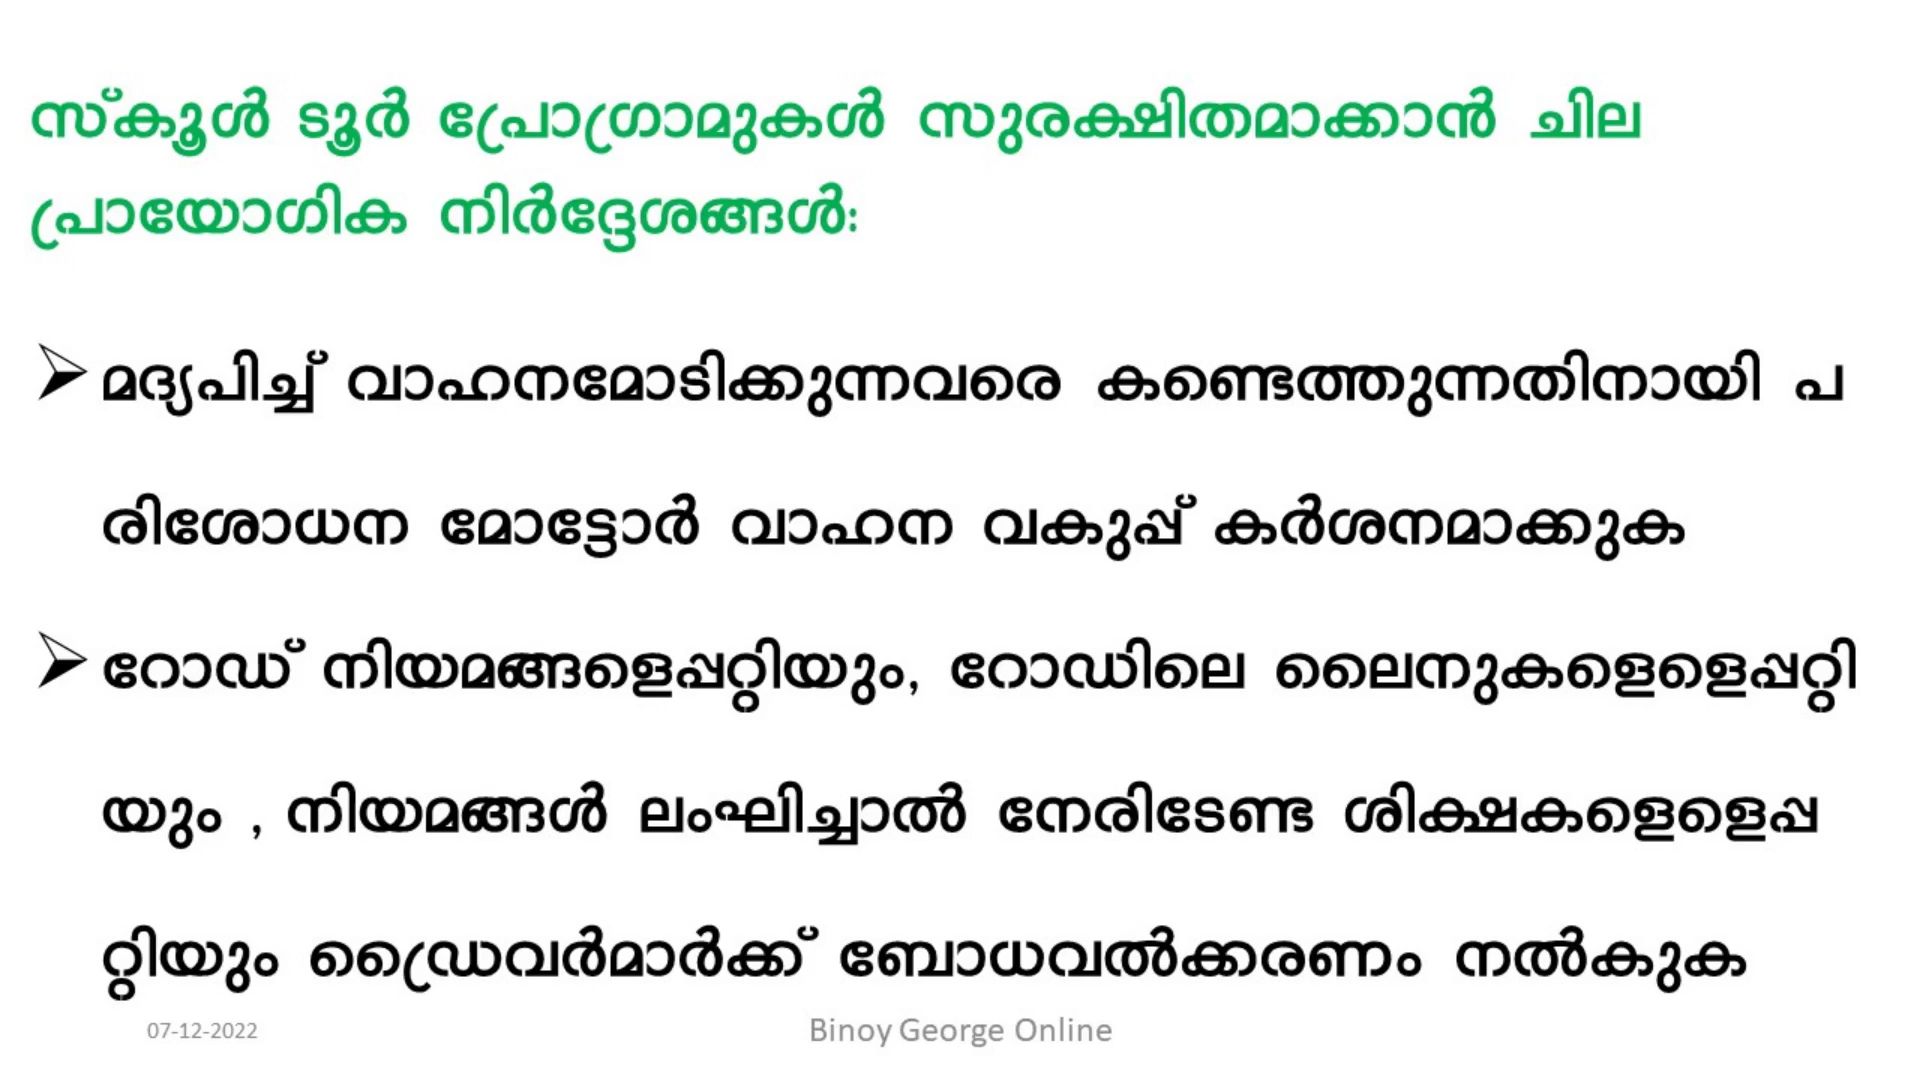 സ്കൂൾ ടൂർ പ്രോഗ്രാമുകൾ സുരക്ഷിതമാക്കാൻ ചില
പ്രായോഗിക നിർദ്ദേശങ്ങൾ:
➢ മദ്യപിച്ച് വാഹനമോടിക്കുന്നവരെ കണ്ടെത്തുന്നതിനായി പ
രിശോധന മോട്ടോർ വാഹന വകുപ്പ് കർശനമാക്കുക
➢ റോഡ് നിയമങ്ങളെപ്പറ്റിയും, റോഡിലെ ലൈനുകളെളെപ്പറ്റി
യും , നിയമങ്ങൾ ലംഘിച്ചാൽ നേരിടേണ്ട ശിക്ഷകളെളെപ്പ
റ്റിയും ഡ്രൈവർമാർക്ക് ബോധവൽക്കരണം നൽകുക
07-12-2022
Binoy George Online